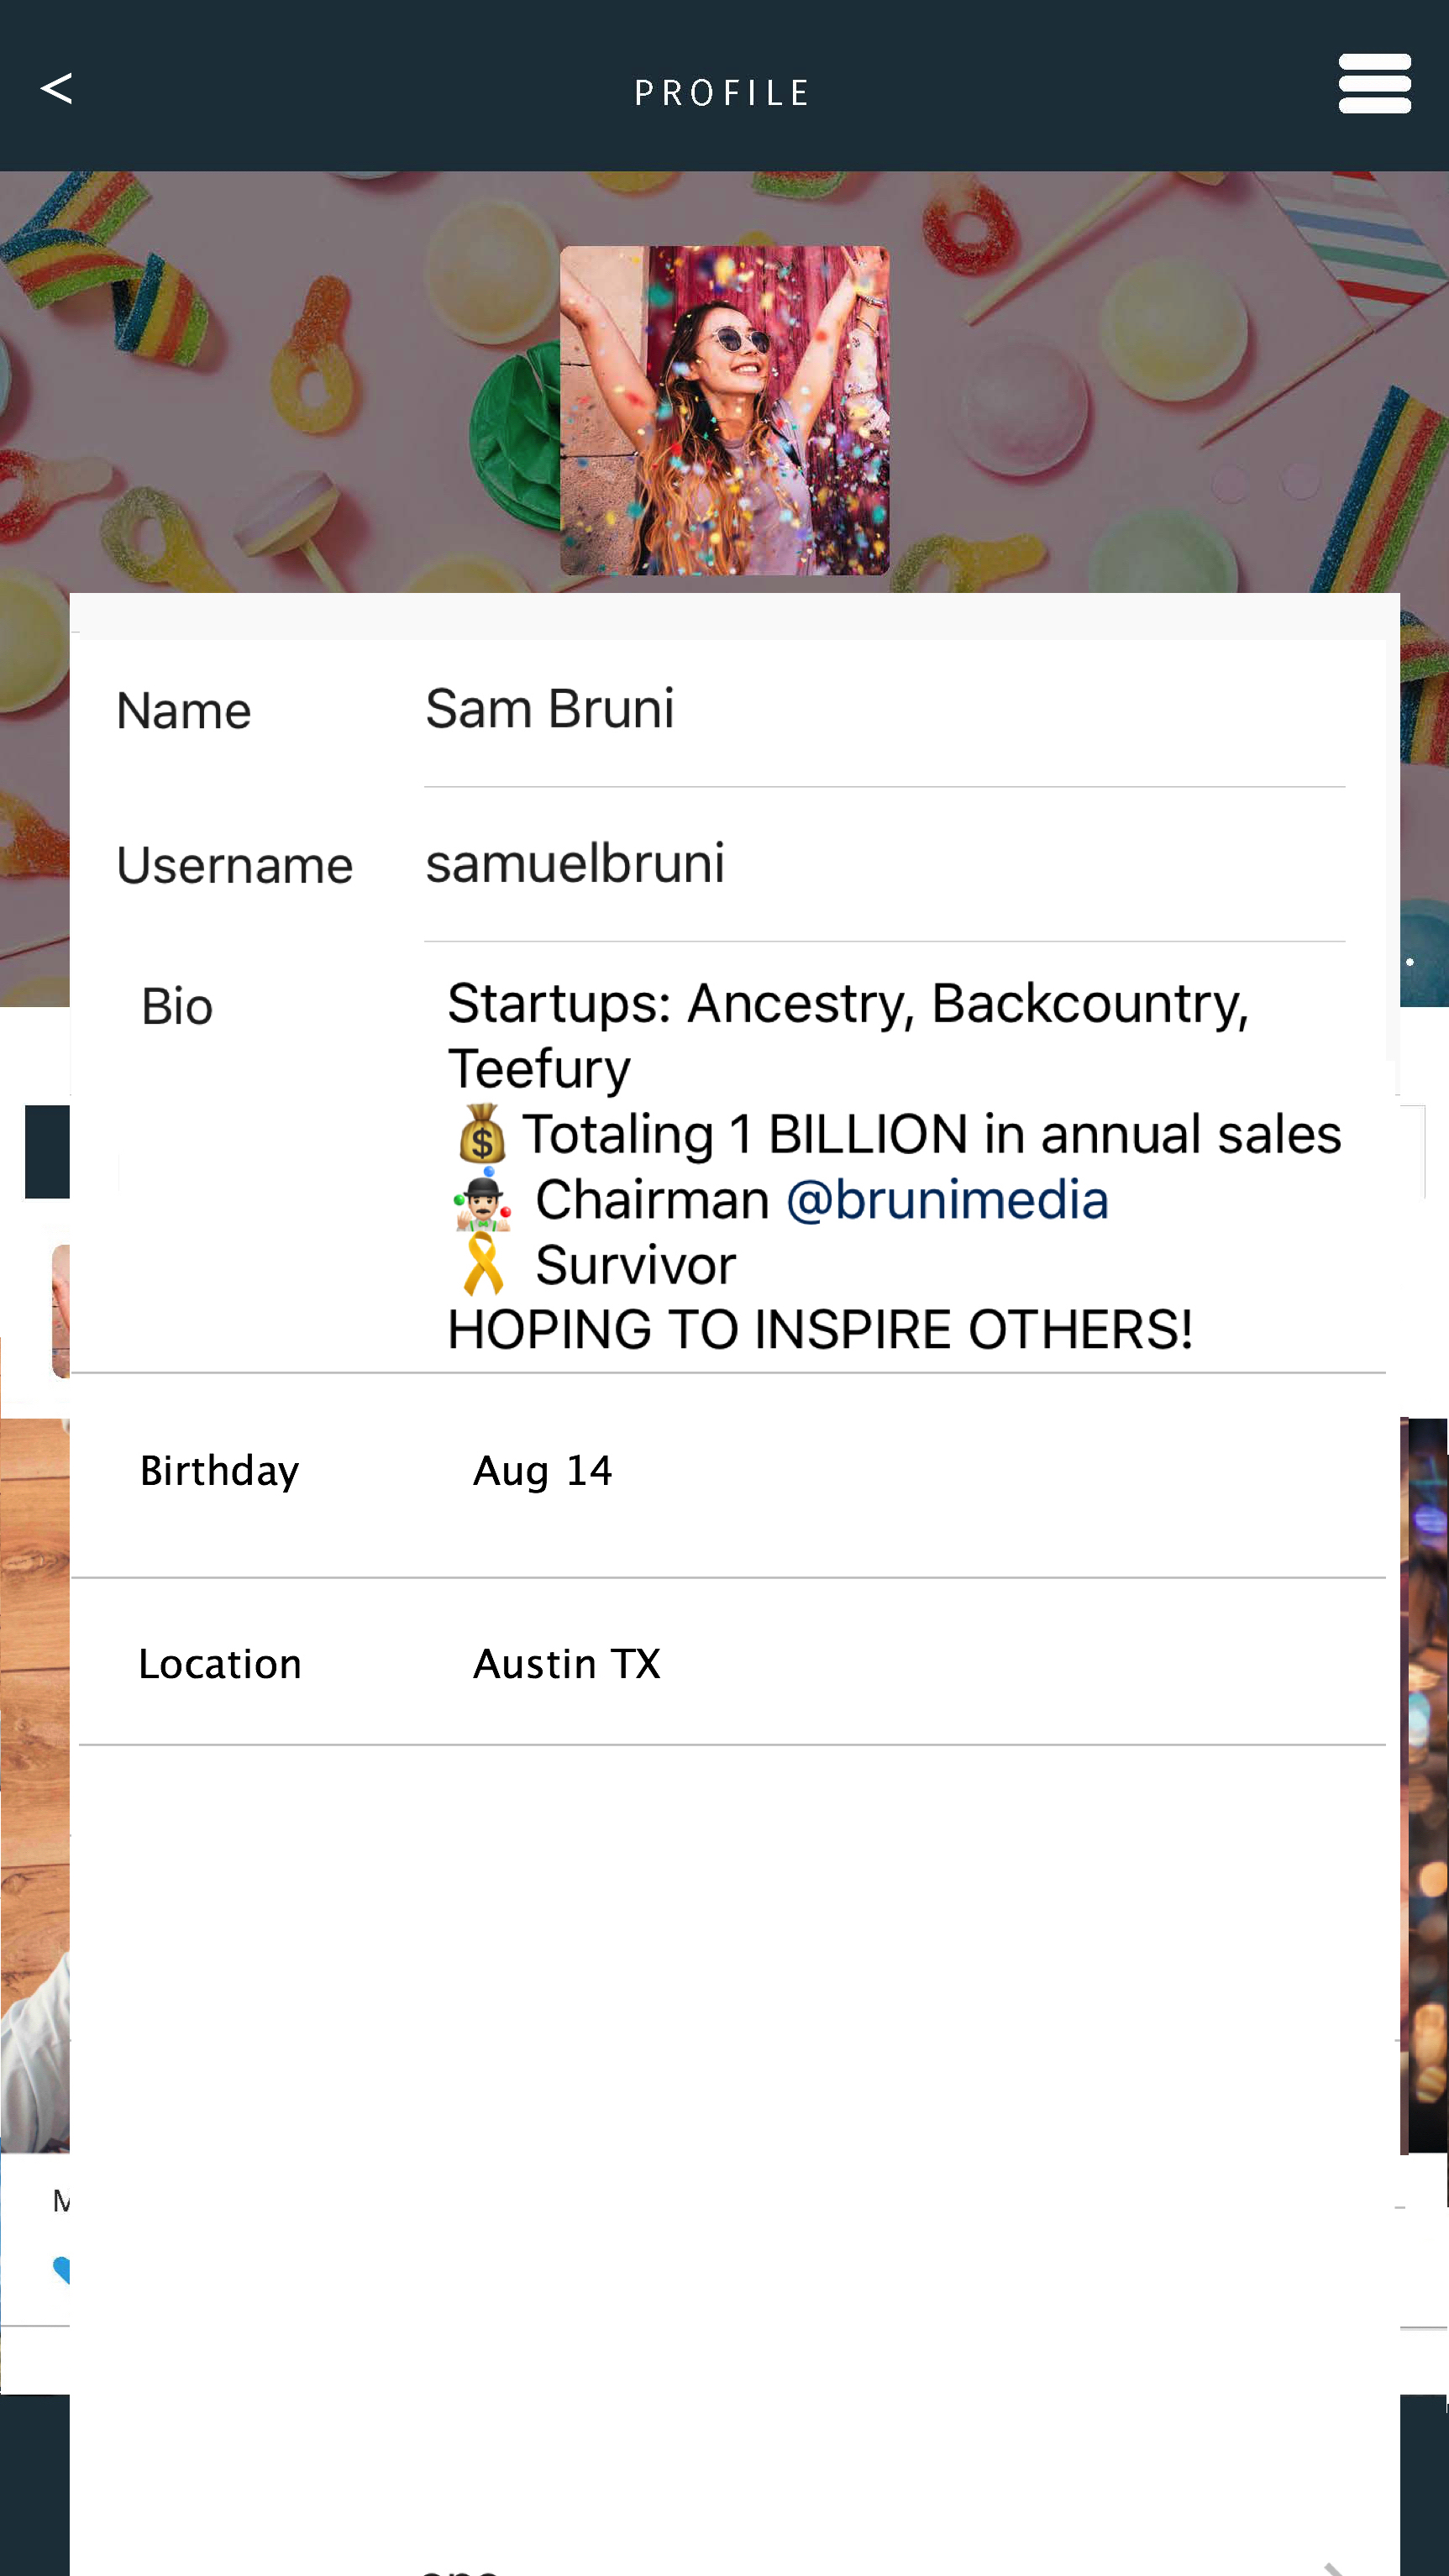 <
PROFILE
Name Sam Bruni
Username samuelbruni
Bio Startups: Ancestry, Backcountry,
Teefury
💰 Totaling 1 BILLION in annual sales
🤹🏻‍♂️ Chairman @brunimedia
🎗 Survivor
HOPING TO INSPIRE OTHERS!
Birthday Aug 14
Location Austin TX
M